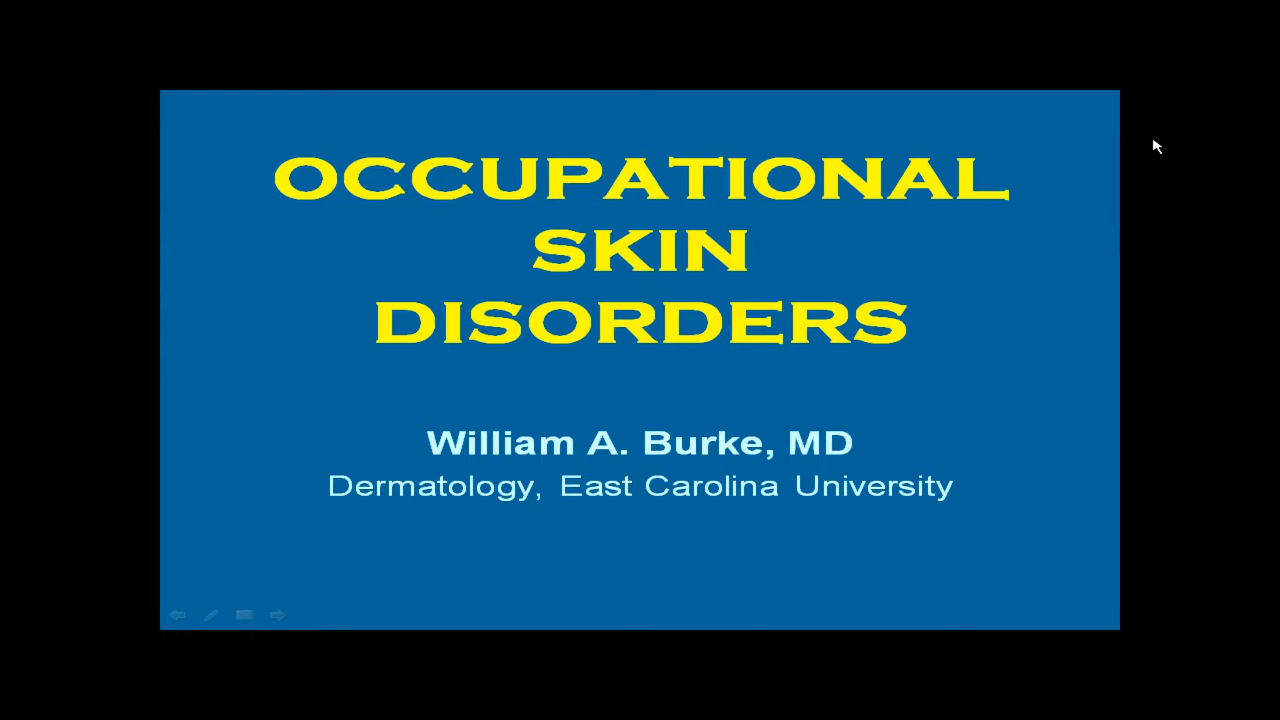 OCCUPATIONAL
SKIN
DISORDERS
William A. Burke, MD
Dermatology, East Carolina University